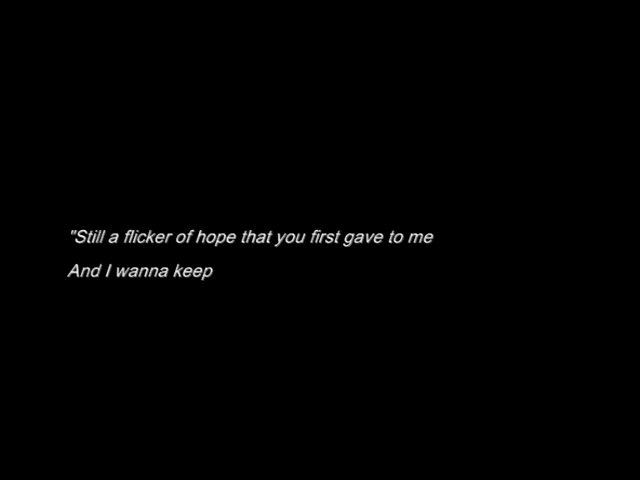 "Still a flicker of hope that you first gave to me
And I wanna keep